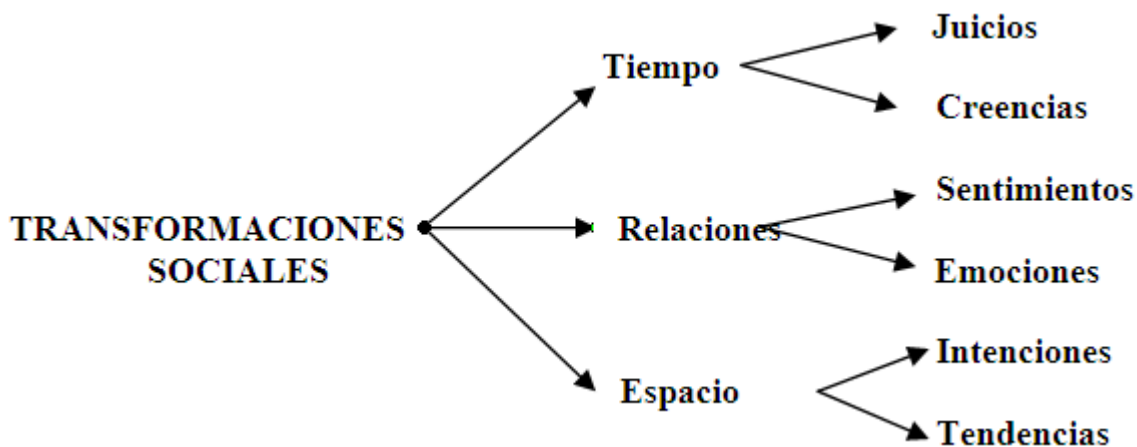 Juicios
Tiempo
Creencias
Sentimientos
TRANSFORMACIONES
SOCIALES
Relaciones
Emociones
Intenciones
Espacio
Tendencias